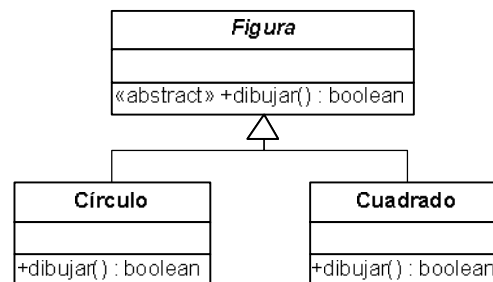 Figura
«abstract» +dibujar() : boolean
Círculo
+dibujar() : boolean
Cuadrado
+dibujar() : boolean